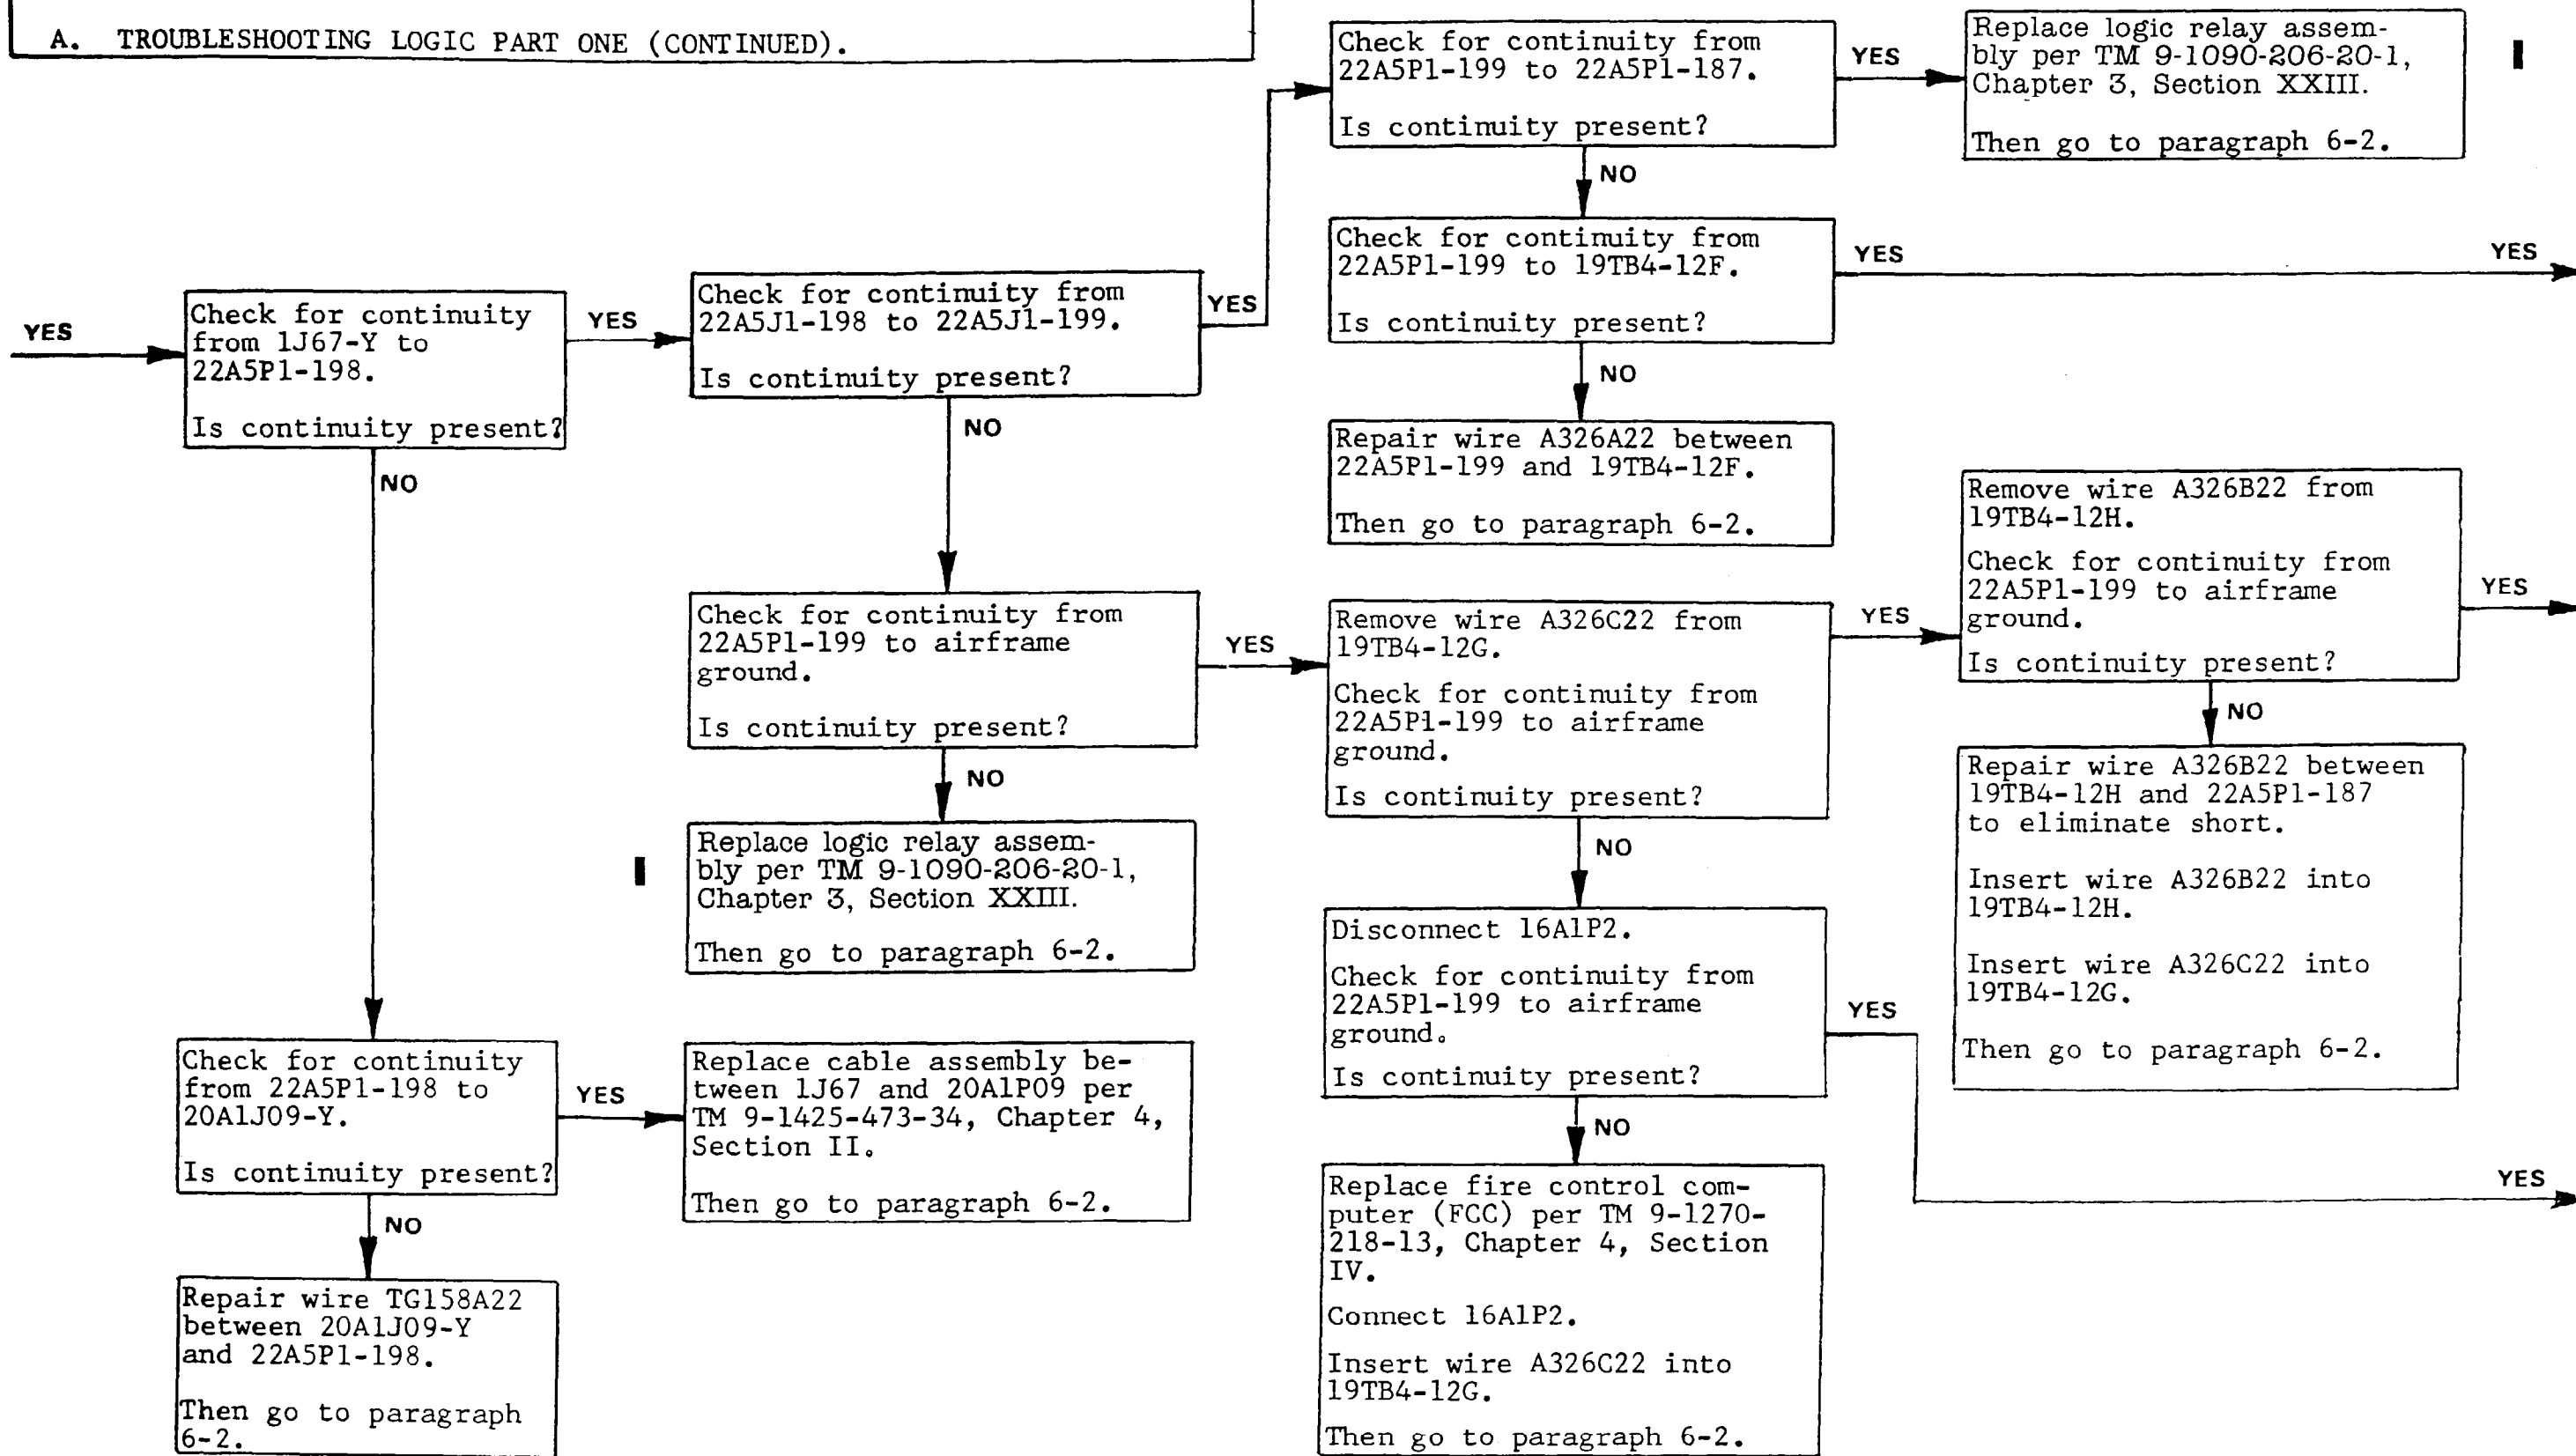 A. TROUBLESHOOTING LOGIC PART ONE (CONTINUED).
YES
Check for continuity
from 1J67-Y to
22A5P1-198.
Is continuity present?
YES
NO
Check for continuity from
22A5J1-198 to 22A5J1-199.
Is continuity present?
YES
NO
Check for continuity from
22A5P1-199 to 22A5P1-187.
Is continuity present?
YES
NO
Replace logic relay assem-
bly per TM 9-1090-206-20-1,
Chapter 3, Section XXIII.
Then go to paragraph 6-2.
Check for continuity from
22A5P1-199 to 19TB4-12F.
Is continuity present?
YES
YES
NO
Repair wire A326A22 between
22A5P1-199 and 19TB4-12F.
Then go to paragraph 6-2.
Check for continuity from
22A5P1-199 to airframe
ground.
Is continuity present?
YES
NO
Replace logic relay assem-
bly per TM 9-1090-206-20-1,
Chapter 3, Section XXIII.
Then go to paragraph 6-2.
Remove wire A326C22 from
19TB4-12G.
Check for continuity from
22A5P1-199 to airframe
ground.
Is continuity present?
YES
NO
Remove wire A326B22 from
19TB4-12H.
Check for continuity from
22A5P1-199 to airframe
ground.
Is continuity present?
YES
NO
Repair wire A326B22 between
19TB4-12H and 22A5P1-187
to eliminate short.
Insert wire A326B22 into
19TB4-12H.
Insert wire A326C22 into
19TB4-12G.
Then go to paragraph 6-2.
Disconnect 16A1P2.
Check for continuity from
22A5P1-199 to airframe
ground.
Is continuity present?
YES
YES
NO
Replace fire control com-
puter (FCC) per TM 9-1270-
218-13, Chapter 4, Section
IV.
Connect 16A1P2.
Insert wire A326C22 into
19TB4-12G.
Then go to paragraph 6-2.
Check for continuity
from 22A5P1-198 to
20A1J09-Y.
Is continuity present?
YES
NO
Replace cable assembly be-
tween 1J67 and 20A1P09 per
TM 9-1425-473-34, Chapter 4,
Section II.
Then go to paragraph 6-2.
Repair wire TG158A22
between 20A1J09-Y
and 22A5P1-198.
Then go to paragraph
6-2.